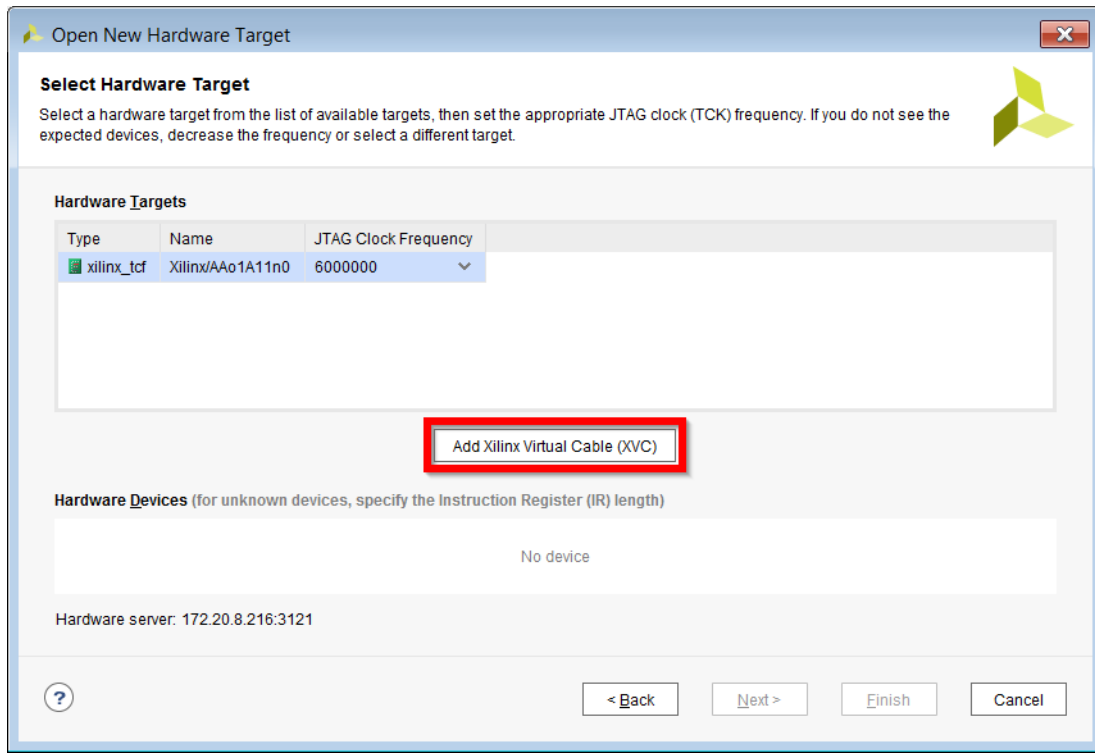 Open New Hardware Target
Select Hardware Target
Select a hardware target from the list of available targets, then set the appropriate JTAG clock (TCK) frequency. If you do not see the
expected devices, decrease the frequency or select a different target.
Hardware Targets
Type Name JTAG Clock Frequency
xilinx_tcf Xilinx/AAo1A11n0 6000000
Add Xilinx Virtual Cable (XVC)
Hardware Devices (for unknown devices, specify the Instruction Register (IR) length)
No device
Hardware server: 172.20.8.216:3121
? < Back Next > Finish Cancel